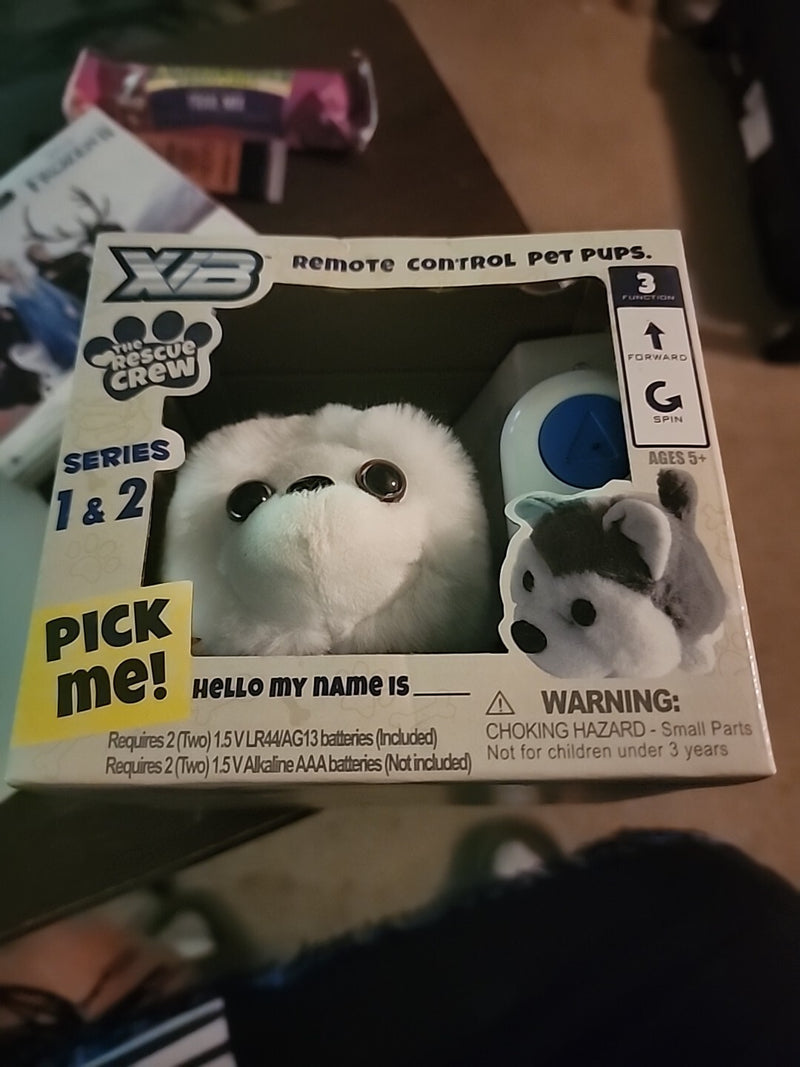 XB
REMOTE CONTROL PET PUPS.
3
FUNCTION
FORWARD
SPIN
AGES 5+
THE
RESCUE
CREW
SERIES
1 & 2
PICK
me!
HELLO MY NAME IS
WARNING:
CHOKING HAZARD - Small Parts
Not for children under 3 years
Requires 2 (Two) 1.5 V LR44/AG13 batteries (Included)
Requires 2 (Two) 1.5 V Alkaline AAA batteries (Not included)